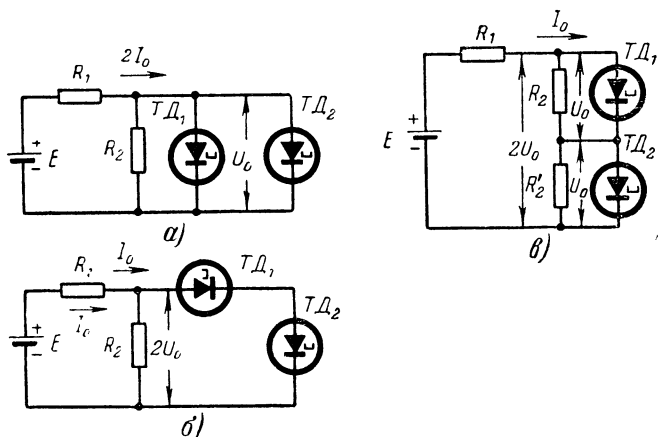 2I₀
R₁
ТД₁
ТД₂
+
−
E
R₂
U₀
а)
I₀
R₁
ТД₁
+
−
E
2U₀
R₂
U₀
ТД₂
R'₂
U₀
в)
I₀
R₁
I₀
ТД₁
ТД₂
+
−
E
R₂
2U₀
б)